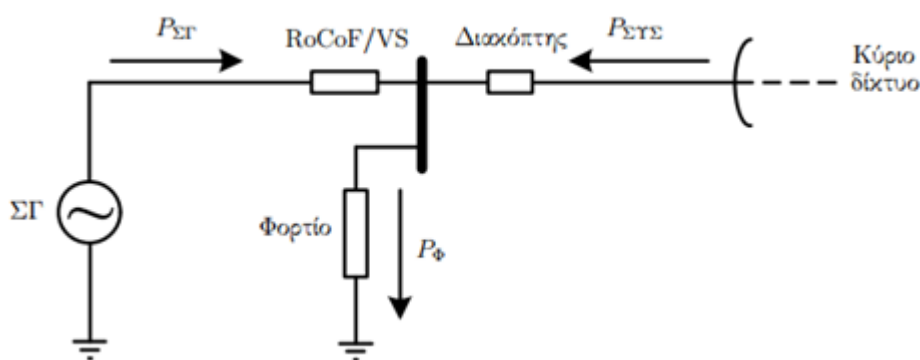 P_ΣΓ
RoCoF/VS
Διακόπτης
P_ΣΥΣ
Κύριο
δίκτυο
ΣΓ
Φορτίο
P_Φ